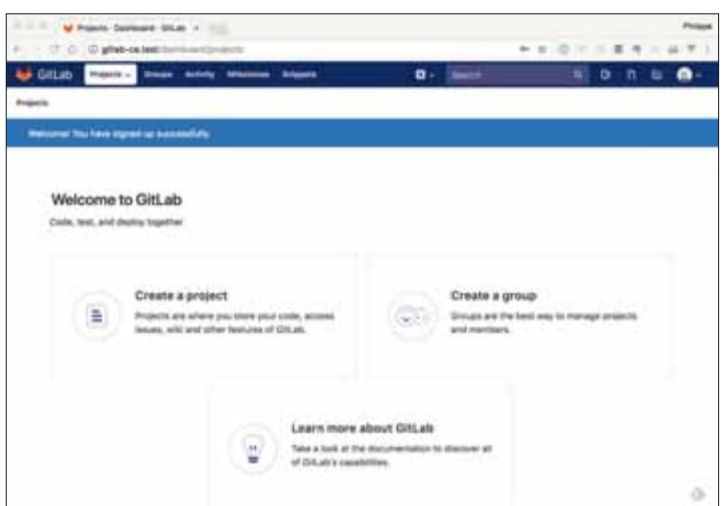 Projects · Dashboard · GitLab
Philippe
gitlab-ce.test/dashboard/projects
GitLab Projects Groups Activity Milestones Snippets Search
Projects
Welcome! You have signed up successfully.
Welcome to GitLab
Code, test, and deploy together
Create a project
Projects are where you store your code, access
issues, wiki and other features of GitLab.
Create a group
Groups are the best way to manage projects
and members.
Learn more about GitLab
Take a look at the documentation to discover all
of GitLab's capabilities.